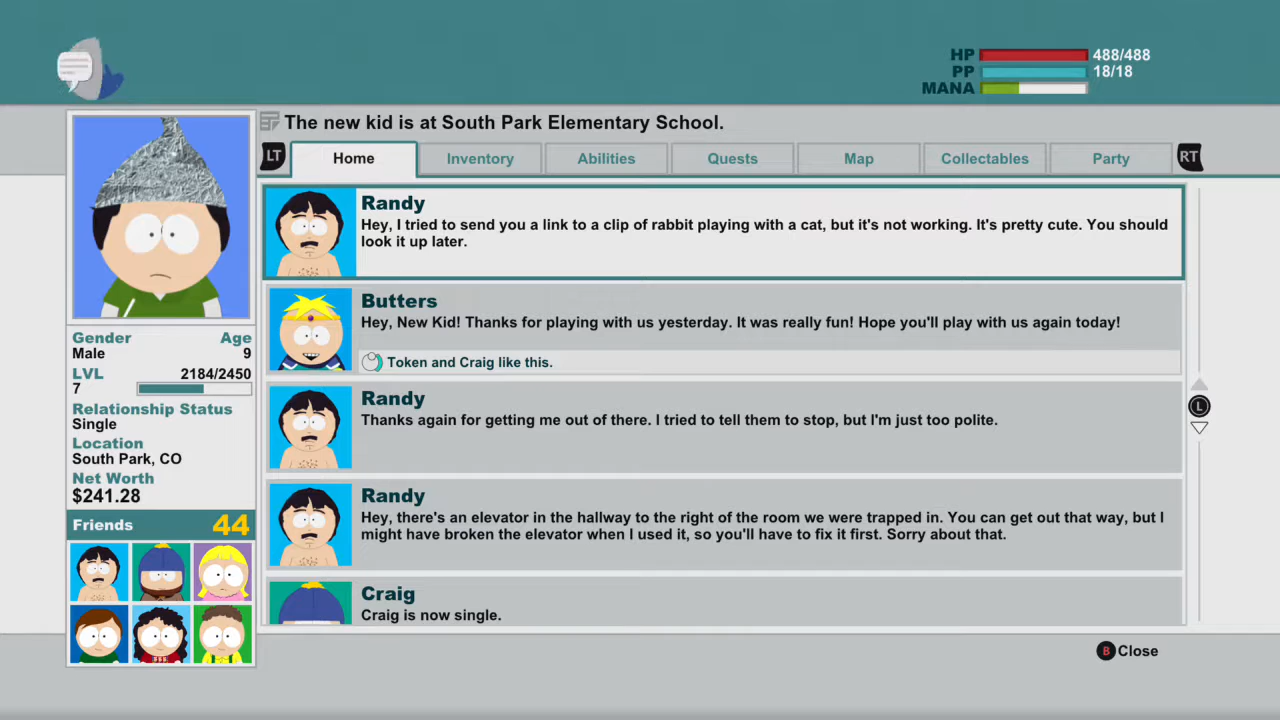 HP 488/488
PP 18/18
MANA
The new kid is at South Park Elementary School.
LT Home Inventory Abilities Quests Map Collectables Party RT
Gender Age
Male 9
LVL 2184/2450
7
Relationship Status
Single
Location
South Park, CO
Net Worth
$241.28
Friends 44
Randy
Hey, I tried to send you a link to a clip of rabbit playing with a cat, but it's not working. It's pretty cute. You should
look it up later.
Butters
Hey, New Kid! Thanks for playing with us yesterday. It was really fun! Hope you'll play with us again today!
Token and Craig like this.
Randy
Thanks again for getting me out of there. I tried to tell them to stop, but I'm just too polite.
Randy
Hey, there's an elevator in the hallway to the right of the room we were trapped in. You can get out that way, but I
might have broken the elevator when I used it, so you'll have to fix it first. Sorry about that.
Craig
Craig is now single.
L
B Close